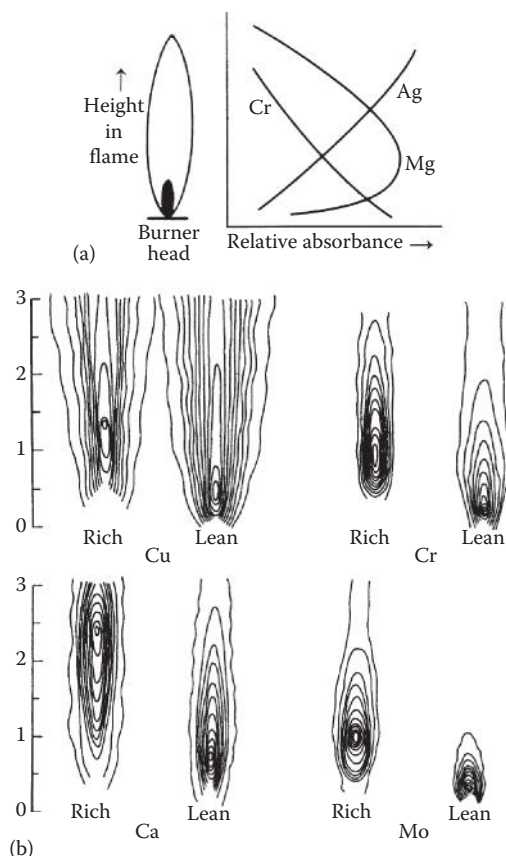 ↑
Height
in
flame
Burner
head
(a)
Cr
Ag
Mg
Relative absorbance →
3
2
1
0
Rich
Lean
Cu
Rich
Lean
Cr
3
2
1
0
Rich
Lean
Ca
Rich
Lean
Mo
(b)